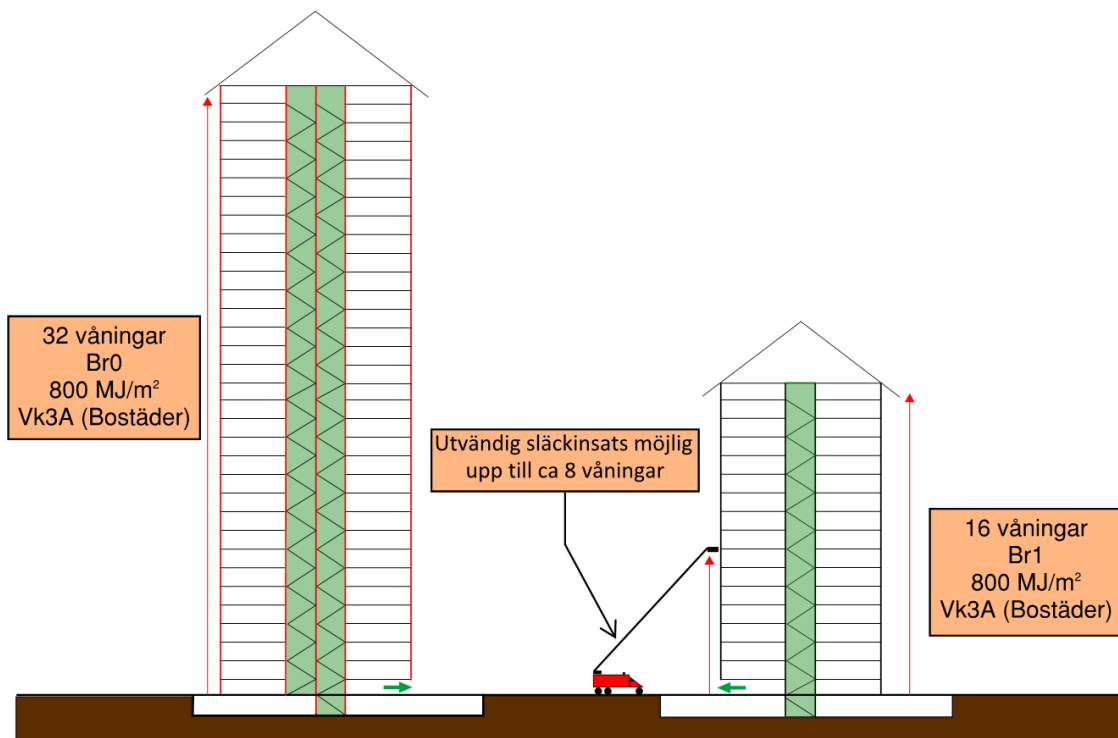 32 våningar
Br0
800 MJ/m²
Vk3A (Bostäder)
Utvändig släckinsats möjlig
upp till ca 8 våningar
16 våningar
Br1
800 MJ/m²
Vk3A (Bostäder)